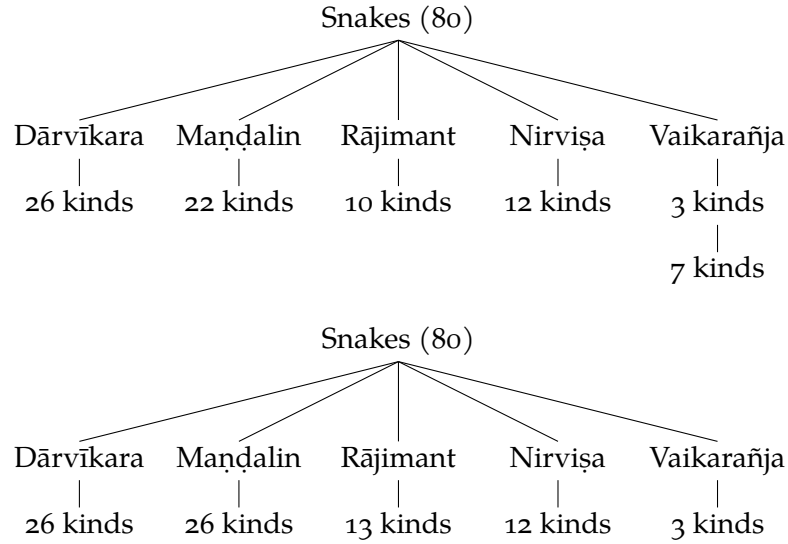 Snakes (80)
Dārvīkara Maṇḍalin Rājimant Nirviṣa Vaikarañja
26 kinds 22 kinds 10 kinds 12 kinds 3 kinds
7 kinds
Snakes (80)
Dārvīkara Maṇḍalin Rājimant Nirviṣa Vaikarañja
26 kinds 26 kinds 13 kinds 12 kinds 3 kinds